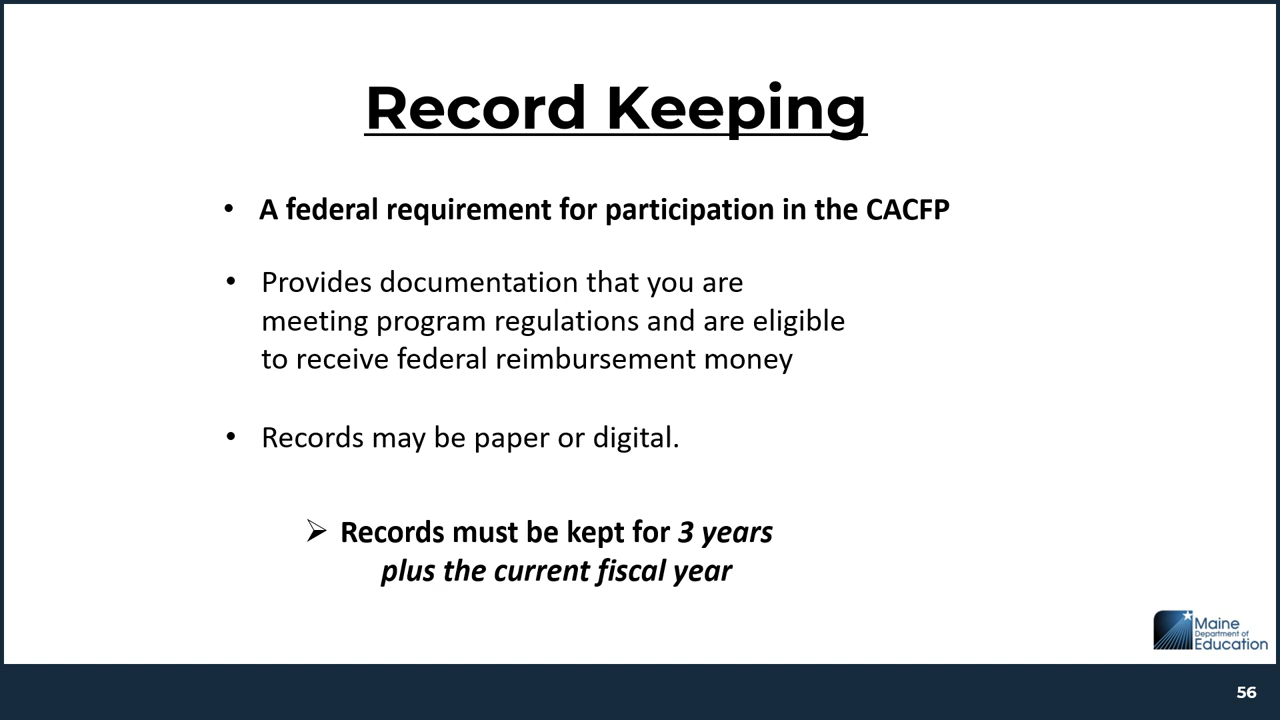 Record Keeping
• A federal requirement for participation in the CACFP
• Provides documentation that you are
meeting program regulations and are eligible
to receive federal reimbursement money
• Records may be paper or digital.
➢ Records must be kept for 3 years
plus the current fiscal year
Maine
Department of
Education
56